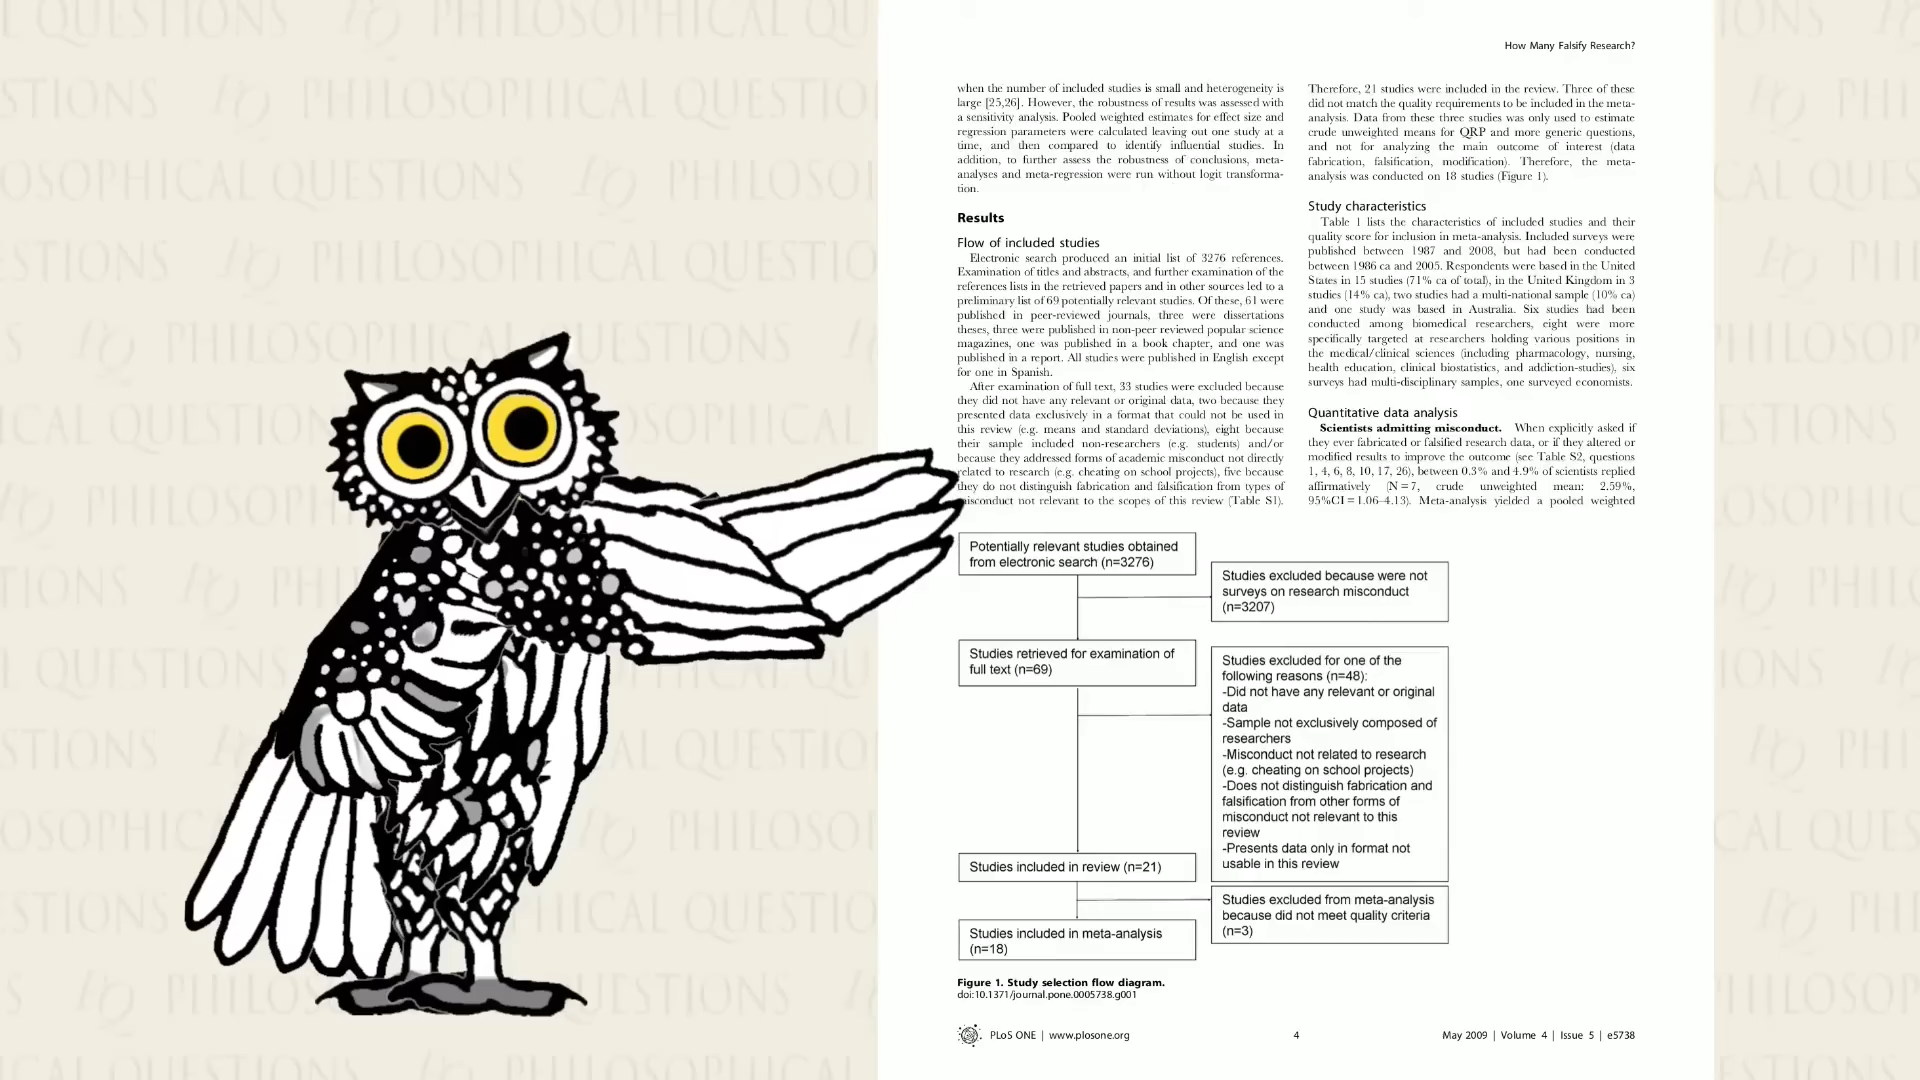 How Many Falsify Research?
when the number of included studies is small and heterogeneity is
large [25,26]. However, the robustness of results was assessed with
a sensitivity analysis. Pooled weighted estimates for effect size and
regression parameters were calculated leaving out one study at a
time, and then compared to identify influential studies. In
addition, to further assess the robustness of conclusions, meta-
analyses and meta-regression were run without logit transforma-
tion.
Results
Flow of included studies
Electronic search produced an initial list of 3276 references.
Examination of titles and abstracts, and further examination of the
references lists in the retrieved papers and in other sources led to a
preliminary list of 69 potentially relevant studies. Of these, 61 were
published in peer-reviewed journals, three were dissertations
theses, three were published in non-peer reviewed popular science
magazines, one was published in a book chapter, and one was
published in a report. All studies were published in English except
for one in Spanish.
After examination of full text, 33 studies were excluded because
they did not have any relevant or original data, two because they
presented data exclusively in a format that could not be used in
this review (e.g. means and standard deviations), eight because
their sample included non-researchers (e.g. students) and/or
because they addressed forms of academic misconduct not directly
related to research (e.g. cheating on school projects), five because
they do not distinguish fabrication and falsification from types of
misconduct not relevant to the scopes of this review (Table S1).
Therefore, 21 studies were included in the review. Three of these
did not match the quality requirements to be included in the meta-
analysis. Data from these three studies was only used to estimate
crude unweighted means for QRP and more generic questions,
and not for analyzing the main outcome of interest (data
fabrication, falsification, modification). Therefore, the meta-
analysis was conducted on 18 studies (Figure 1).
Study characteristics
Table 1 lists the characteristics of included studies and their
quality score for inclusion in meta-analysis. Included surveys were
published between 1987 and 2008, but had been conducted
between 1986 ca and 2005. Respondents were based in the United
States in 15 studies (71% ca of total), in the United Kingdom in 3
studies (14% ca), two studies had a multi-national sample (10% ca)
and one study was based in Australia. Six studies had been
conducted among biomedical researchers, eight were more
specifically targeted at researchers holding various positions in
the medical/clinical sciences (including pharmacology, nursing,
health education, clinical biostatistics, and addiction-studies), six
surveys had multi-disciplinary samples, one surveyed economists.
Quantitative data analysis
Scientists admitting misconduct. When explicitly asked if
they ever fabricated or falsified research data, or if they altered or
modified results to improve the outcome (see Table S2, questions
1, 4, 6, 8, 10, 17, 26), between 0.3% and 4.9% of scientists replied
affirmatively (N = 7, crude unweighted mean: 2.59%,
95%CI = 1.06–4.13). Meta-analysis yielded a pooled weighted
Potentially relevant studies obtained
from electronic search (n=3276)
Studies excluded because were not
surveys on research misconduct
(n=3207)
Studies retrieved for examination of
full text (n=69)
Studies excluded for one of the
following reasons (n=48):
-Did not have any relevant or original
data
-Sample not exclusively composed of
researchers
-Misconduct not related to research
(e.g. cheating on school projects)
-Does not distinguish fabrication and
falsification from other forms of
misconduct not relevant to this
review
-Presents data only in format not
usable in this review
Studies included in review (n=21)
Studies excluded from meta-analysis
because did not meet quality criteria
(n=3)
Studies included in meta-analysis
(n=18)
Figure 1. Study selection flow diagram.
doi:10.1371/journal.pone.0005738.g001
PLoS ONE | www.plosone.org
4
May 2009 | Volume 4 | Issue 5 | e5738